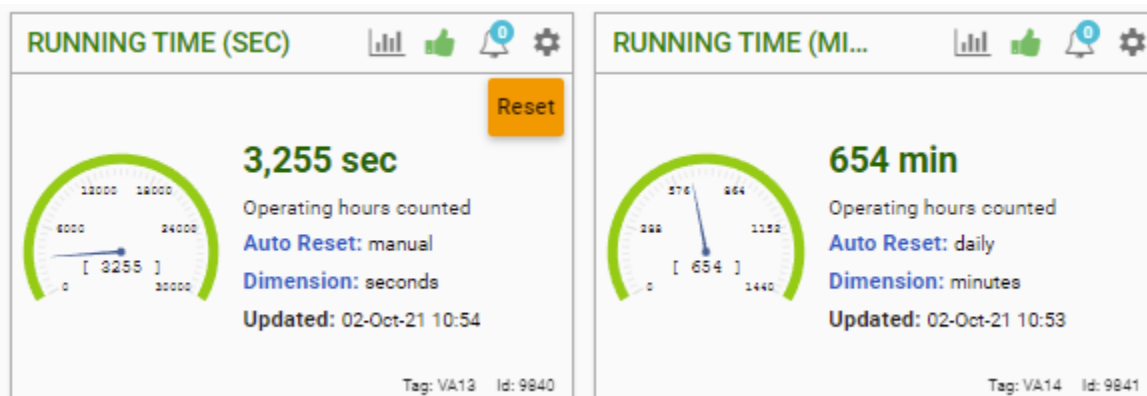 RUNNING TIME (SEC)
0
Reset
3,255 sec
Operating hours counted
Auto Reset: manual
Dimension: seconds
Updated: 02-Oct-21 10:54
12000 18000
6000 24000
[ 3255 ]
0 30000
Tag: VA13 Id: 9840
RUNNING TIME (MI...
0
654 min
Operating hours counted
Auto Reset: daily
Dimension: minutes
Updated: 02-Oct-21 10:53
576 864
288 1152
[ 654 ]
0 1440
Tag: VA14 Id: 9841